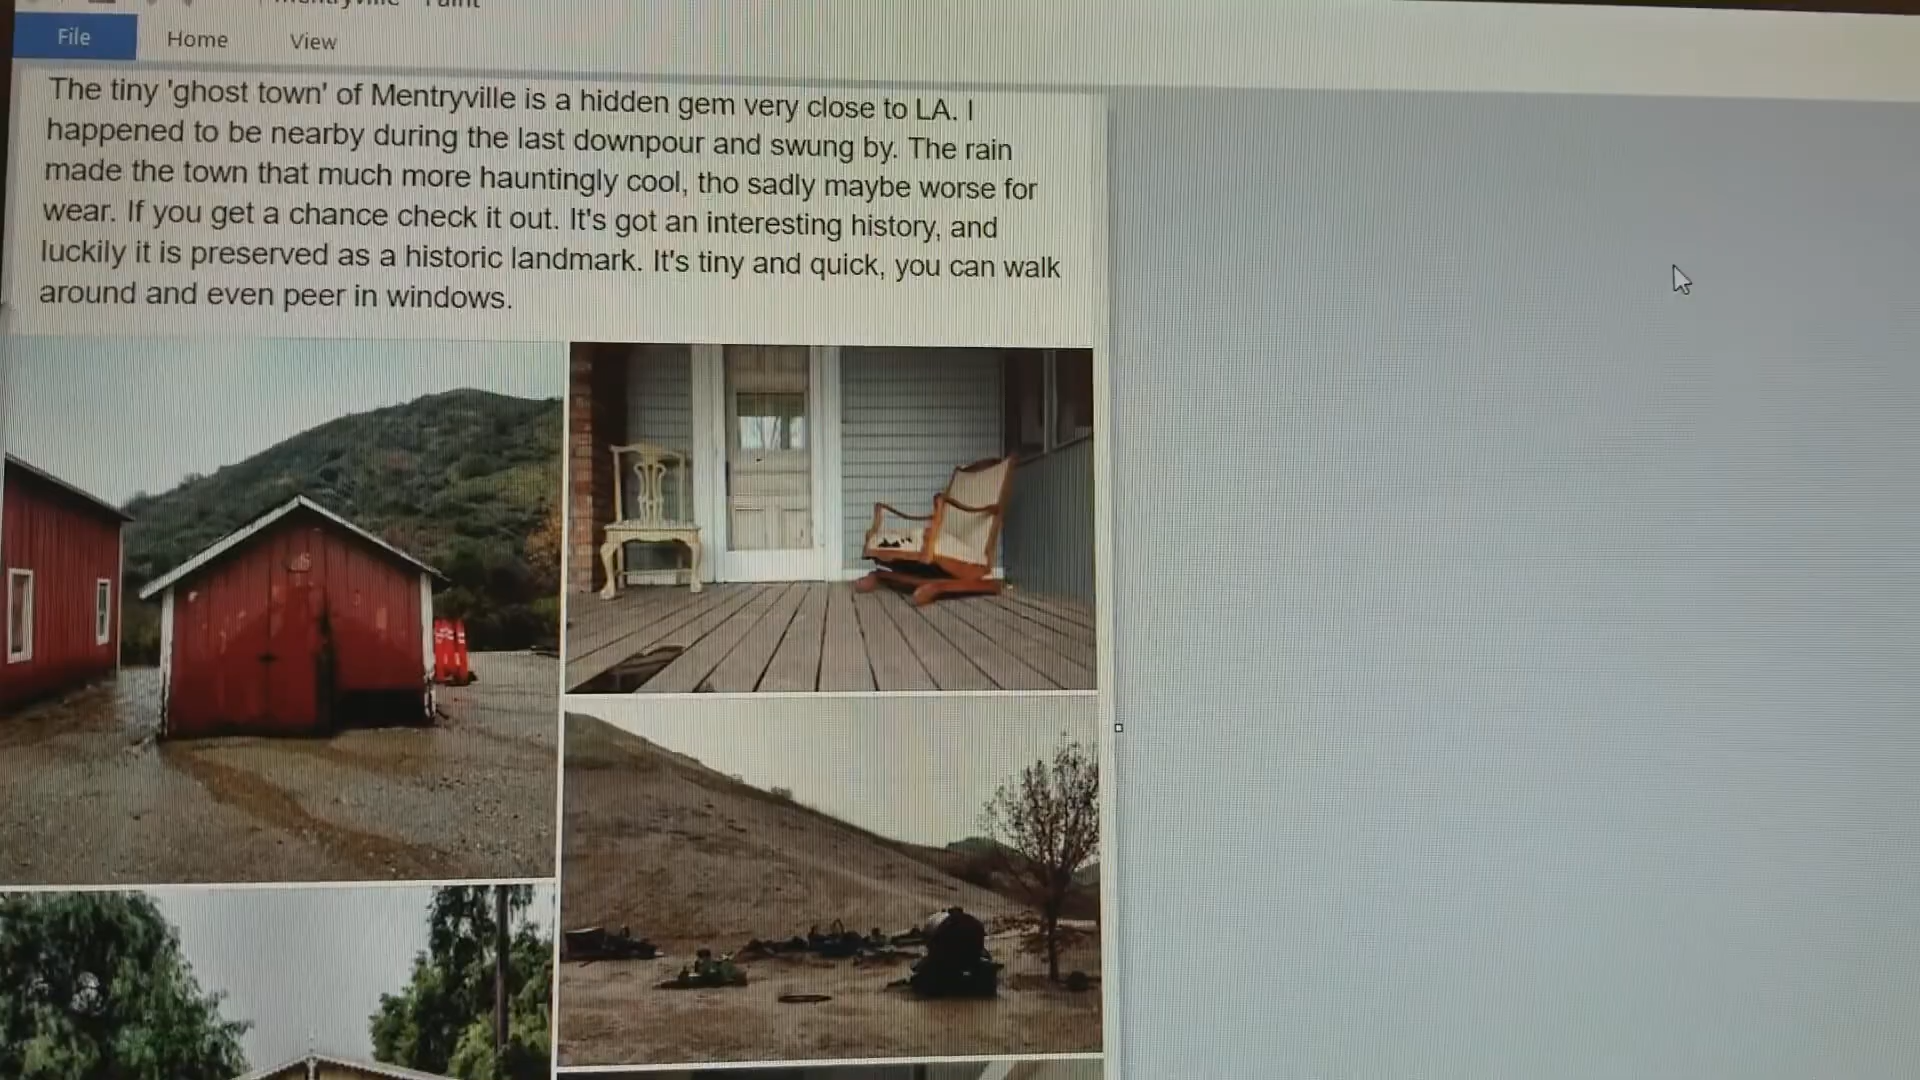 File Home View
The tiny 'ghost town' of Mentryville is a hidden gem very close to LA. I
happened to be nearby during the last downpour and swung by. The rain
made the town that much more hauntingly cool, tho sadly maybe worse for
wear. If you get a chance check it out. It's got an interesting history, and
luckily it is preserved as a historic landmark. It's tiny and quick, you can walk
around and even peer in windows.